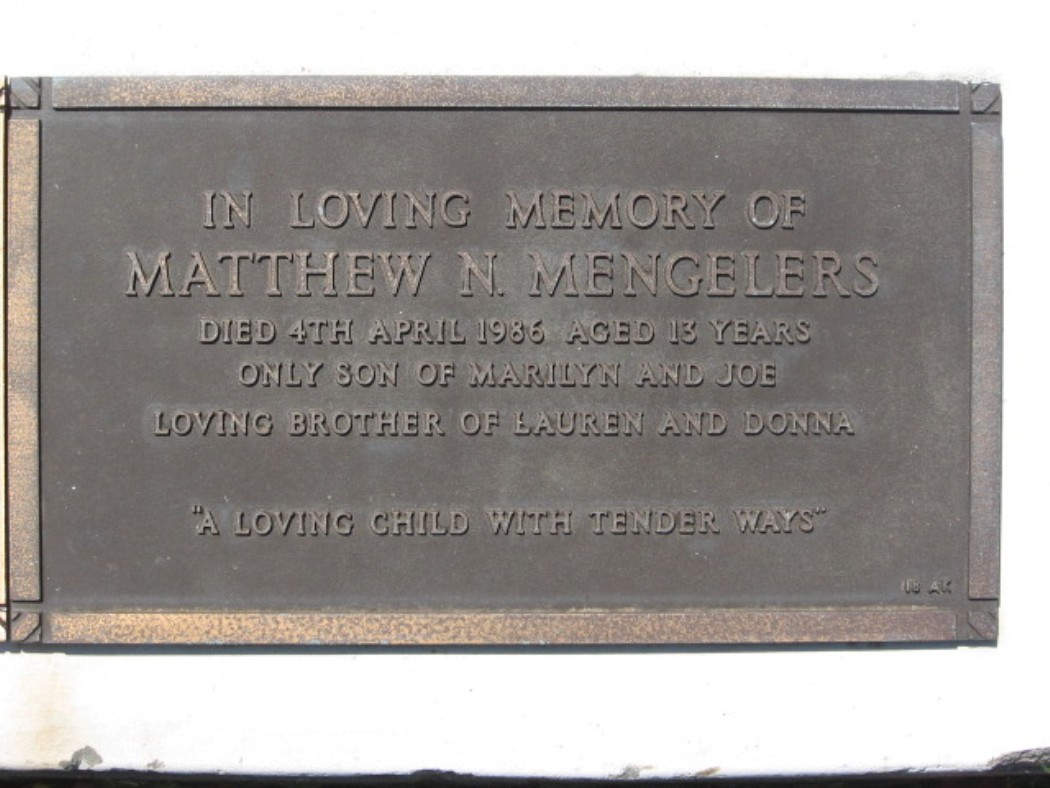 IN LOVING MEMORY OF
MATTHEW N. MENGELERS
DIED 4TH APRIL 1986 AGED 13 YEARS
ONLY SON OF MARILYN AND JOE
LOVING BROTHER OF LAUREN AND DONNA
"A LOVING CHILD WITH TENDER WAYS"
AK